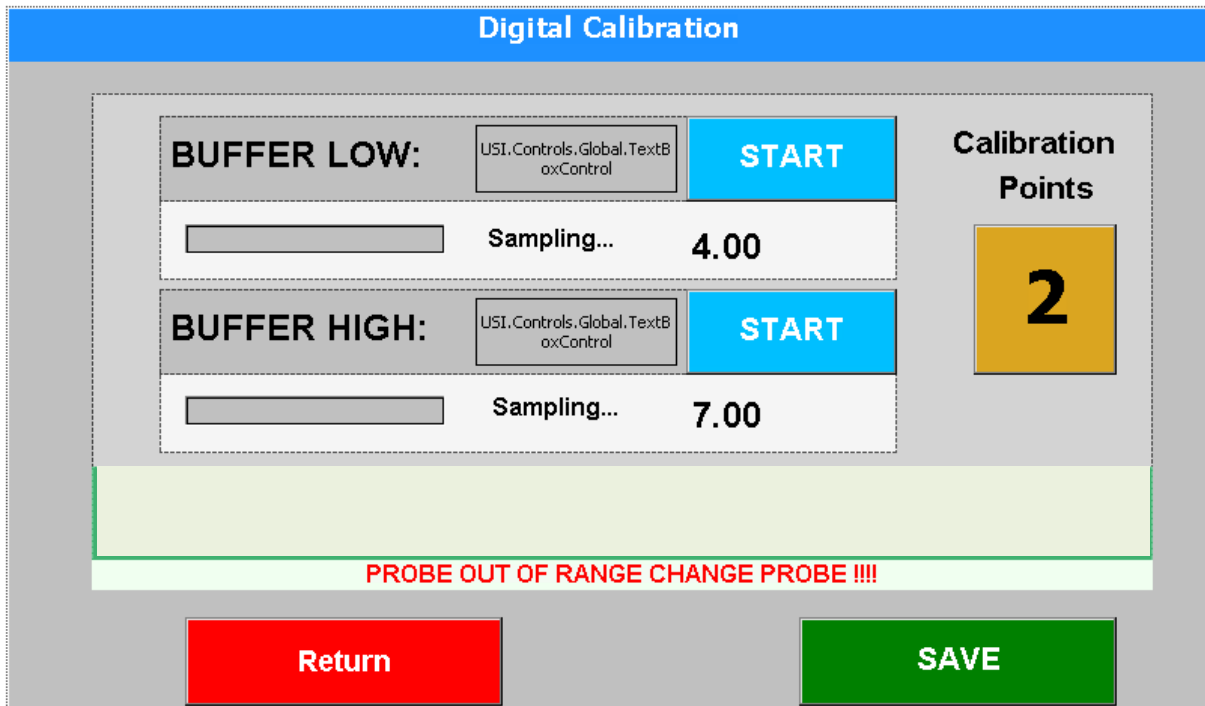 Digital Calibration
BUFFER LOW:
USI.Controls.Global.TextB
oxControl
START
Calibration
Points
Sampling...
4.00
2
BUFFER HIGH:
USI.Controls.Global.TextB
oxControl
START
Sampling...
7.00
PROBE OUT OF RANGE CHANGE PROBE !!!!
Return
SAVE